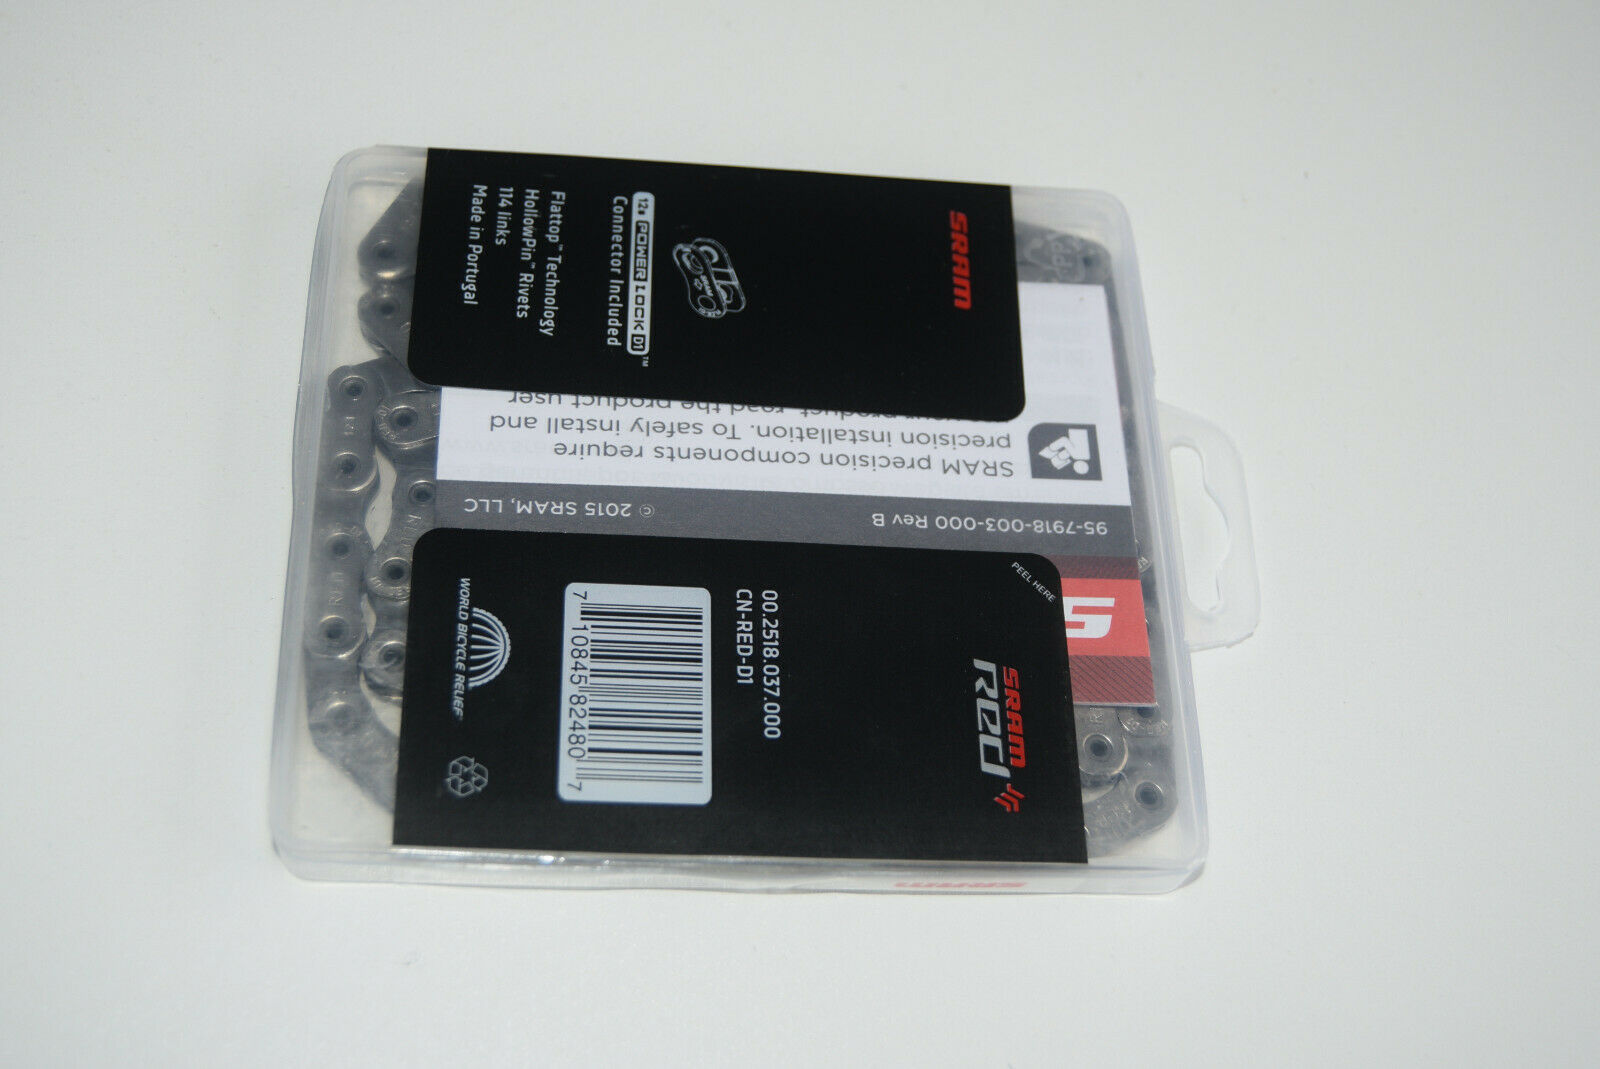 SRAM
12s POWER LOCK D1™
Connector Included
Flattop™ Technology
HollowPin™ Rivets
114 links
Made in Portugal
SRAM precision components require
precision installation. To safely install and
your product, read the product user
95-7918-003-000 Rev B
© 2015 SRAM, LLC
S
PEEL HERE
SRAM
RED
00.2518.037.000
CN-RED-D1
7 10845 82480 7
WORLD BICYCLE RELIEF
SRAM